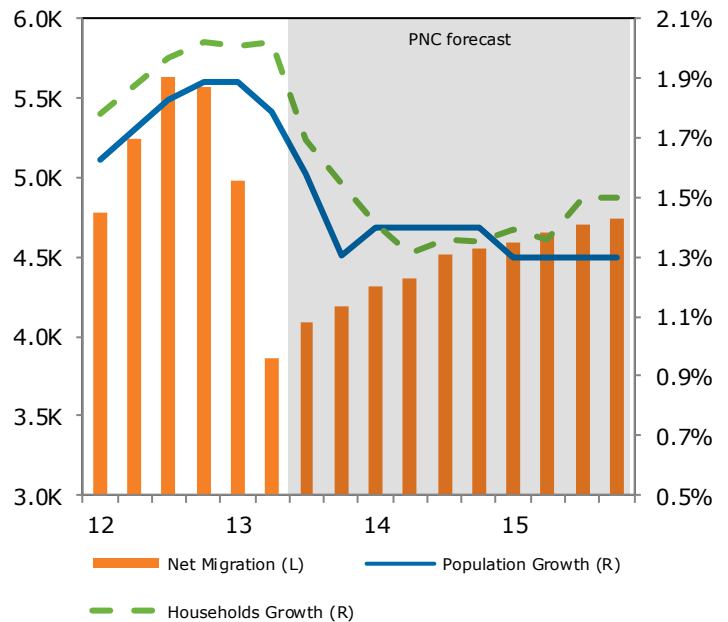 6.0K
5.5K
5.0K
4.5K
4.0K
3.5K
3.0K
PNC forecast
2.1%
1.9%
1.7%
1.5%
1.3%
1.1%
0.9%
0.7%
0.5%
12 13 14 15
Net Migration (L) Population Growth (R)
Households Growth (R)